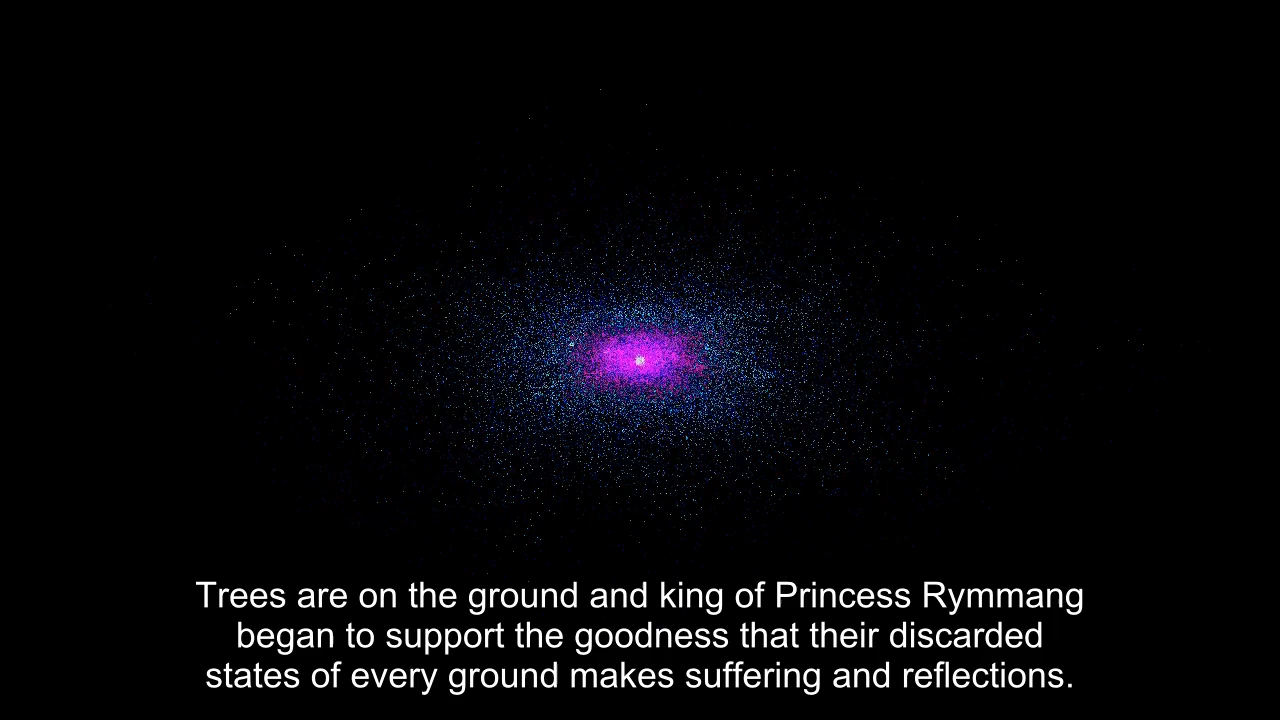 Trees are on the ground and king of Princess Rymmang
began to support the goodness that their discarded
states of every ground makes suffering and reflections.